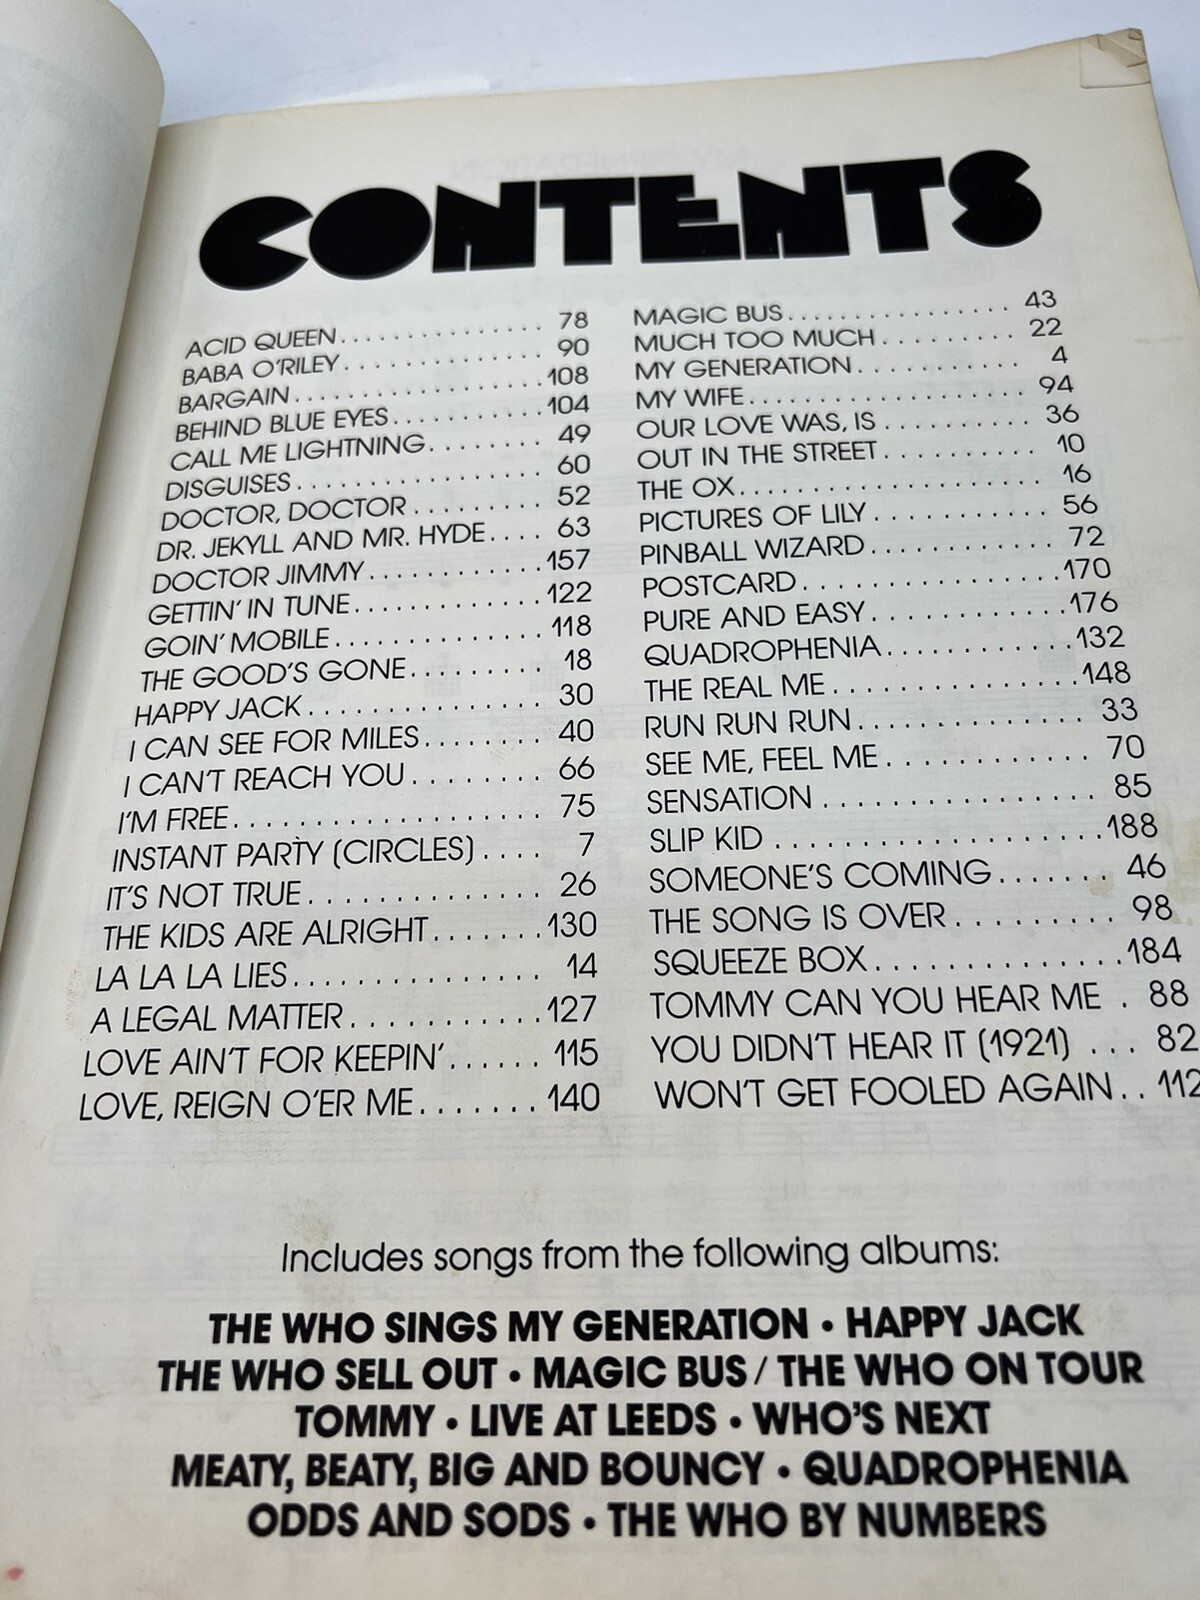 CONTENTS
ACID QUEEN................ 78
BABA O'RILEY............... 90
BARGAIN.................... 108
BEHIND BLUE EYES............ 104
CALL ME LIGHTNING....... 49
DISGUISES................... 60
DOCTOR, DOCTOR......... 52
DR. JEKYLL AND MR. HYDE.... 63
DOCTOR JIMMY............ 157
GETTIN' IN TUNE............. 122
GOIN' MOBILE............... 118
THE GOOD'S GONE........ 18
HAPPY JACK............... 30
I CAN SEE FOR MILES........ 40
I CAN'T REACH YOU........ 66
I'M FREE.................... 75
INSTANT PARTY (CIRCLES).... 7
IT'S NOT TRUE............... 26
THE KIDS ARE ALRIGHT....... 130
LA LA LA LIES............... 14
A LEGAL MATTER........... 127
LOVE AIN'T FOR KEEPIN'...... 115
LOVE, REIGN O'ER ME....... 140
MAGIC BUS................. 43
MUCH TOO MUCH......... 22
MY GENERATION........... 4
MY WIFE.................... 94
OUR LOVE WAS, IS.......... 36
OUT IN THE STREET.......... 10
THE OX...................... 16
PICTURES OF LILY............ 56
PINBALL WIZARD............ 72
POSTCARD................. 170
PURE AND EASY............ 176
QUADROPHENIA............ 132
THE REAL ME............... 148
RUN RUN RUN.............. 33
SEE ME, FEEL ME............ 70
SENSATION................. 85
SLIP KID.................... 188
SOMEONE'S COMING....... 46
THE SONG IS OVER......... 98
SQUEEZE BOX.............. 184
TOMMY CAN YOU HEAR ME . 88
YOU DIDN'T HEAR IT (1921) ... 82
WON'T GET FOOLED AGAIN.. 112
Includes songs from the following albums:
THE WHO SINGS MY GENERATION • HAPPY JACK
THE WHO SELL OUT • MAGIC BUS / THE WHO ON TOUR
TOMMY • LIVE AT LEEDS • WHO'S NEXT
MEATY, BEATY, BIG AND BOUNCY • QUADROPHENIA
ODDS AND SODS • THE WHO BY NUMBERS